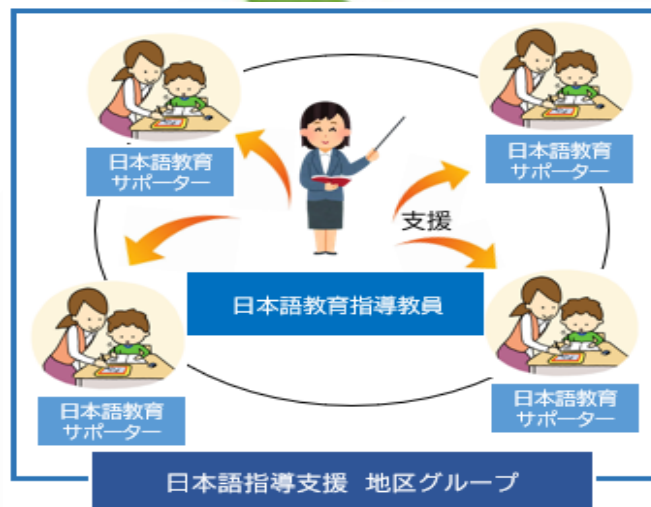 日本語教育
サポーター
日本語教育
サポーター
支援
日本語教育指導教員
日本語教育
サポーター
日本語教育
サポーター
日本語指導支援 地区グループ